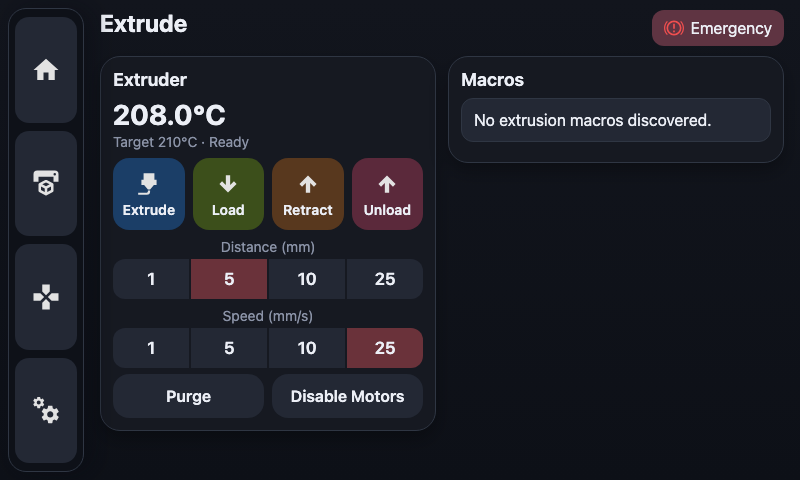 Extrude
Emergency
Extruder
208.0°C
Target 210°C · Ready
Extrude
Load
Retract
Unload
Distance (mm)
1 5 10 25
Speed (mm/s)
1 5 10 25
Purge
Disable Motors
Macros
No extrusion macros discovered.